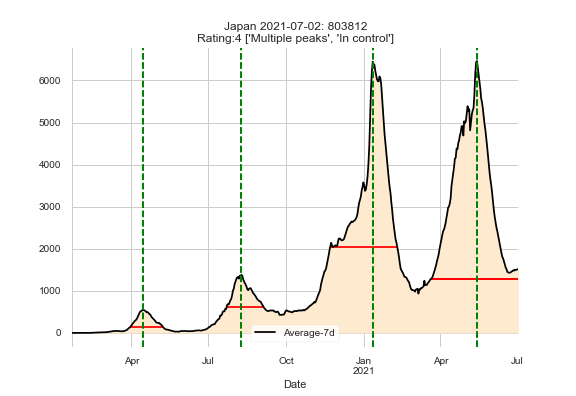 Japan 2021-07-02: 803812
Rating:4 ['Multiple peaks', 'In control']
6000
5000
4000
3000
2000
1000
0
Average-7d
Apr
Jul
Oct
Jan
2021
Apr
Jul
Date